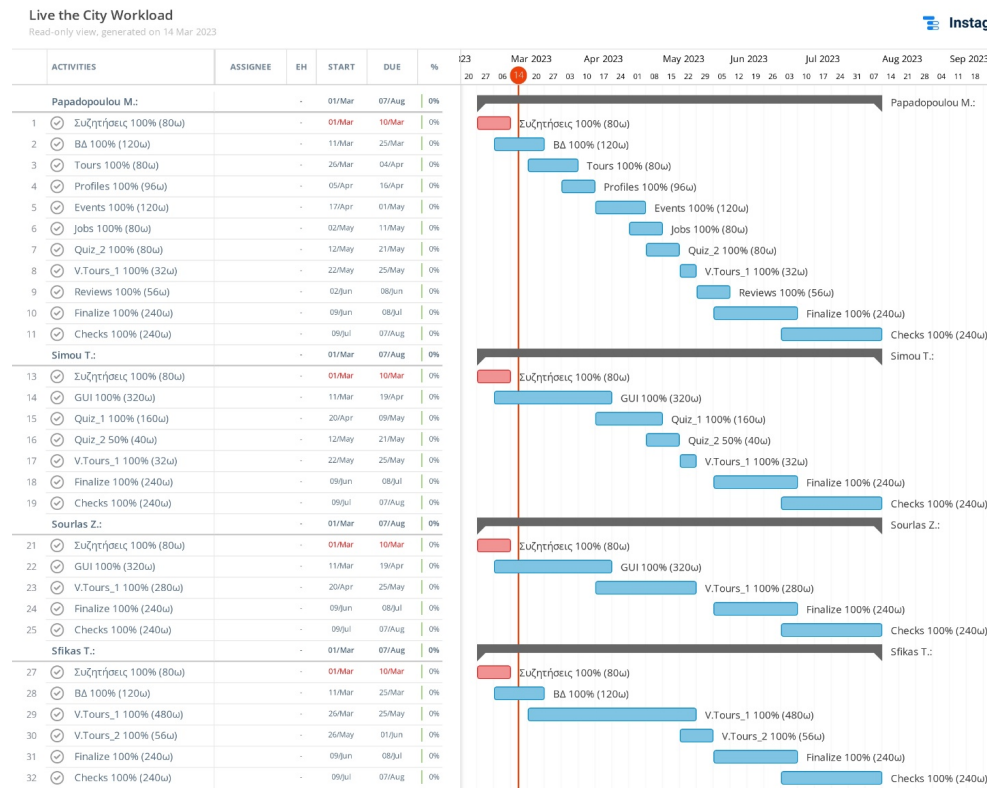 Live the City Workload
Read-only view, generated on 14 Mar 2023
Instag
ACTIVITIES ASSIGNEE EH START DUE %
)23 Mar 2023 Apr 2023 May 2023 Jun 2023 Jul 2023 Aug 2023 Sep 2023
20 27 06 14 20 27 03 10 17 24 01 08 15 22 29 05 12 19 26 03 10 17 24 31 07 14 21 28 04 11 18
Papadopoulou M.: - 01/Mar 07/Aug 0% Papadopoulou M.:
1 Συζητήσεις 100% (80ω) - 01/Mar 10/Mar 0% Συζητήσεις 100% (80ω)
2 ΒΔ 100% (120ω) - 11/Mar 25/Mar 0% ΒΔ 100% (120ω)
3 Tours 100% (80ω) - 26/Mar 04/Apr 0% Tours 100% (80ω)
4 Profiles 100% (96ω) - 05/Apr 16/Apr 0% Profiles 100% (96ω)
5 Events 100% (120ω) - 17/Apr 01/May 0% Events 100% (120ω)
6 Jobs 100% (80ω) - 02/May 11/May 0% Jobs 100% (80ω)
7 Quiz_2 100% (80ω) - 12/May 21/May 0% Quiz_2 100% (80ω)
8 V.Tours_1 100% (32ω) - 22/May 25/May 0% V.Tours_1 100% (32ω)
9 Reviews 100% (56ω) - 02/Jun 08/Jun 0% Reviews 100% (56ω)
10 Finalize 100% (240ω) - 09/Jun 08/Jul 0% Finalize 100% (240ω)
11 Checks 100% (240ω) - 09/Jul 07/Aug 0% Checks 100% (240ω)
Simou T.: - 01/Mar 07/Aug 0% Simou T.:
13 Συζητήσεις 100% (80ω) - 01/Mar 10/Mar 0% Συζητήσεις 100% (80ω)
14 GUI 100% (320ω) - 11/Mar 19/Apr 0% GUI 100% (320ω)
15 Quiz_1 100% (160ω) - 20/Apr 09/May 0% Quiz_1 100% (160ω)
16 Quiz_2 50% (40ω) - 12/May 21/May 0% Quiz_2 50% (40ω)
17 V.Tours_1 100% (32ω) - 22/May 25/May 0% V.Tours_1 100% (32ω)
18 Finalize 100% (240ω) - 09/Jun 08/Jul 0% Finalize 100% (240ω)
19 Checks 100% (240ω) - 09/Jul 07/Aug 0% Checks 100% (240ω)
Sourlas Z.: - 01/Mar 07/Aug 0% Sourlas Z.:
21 Συζητήσεις 100% (80ω) - 01/Mar 10/Mar 0% Συζητήσεις 100% (80ω)
22 GUI 100% (320ω) - 11/Mar 19/Apr 0% GUI 100% (320ω)
23 V.Tours_1 100% (280ω) - 20/Apr 25/May 0% V.Tours_1 100% (280ω)
24 Finalize 100% (240ω) - 09/Jun 08/Jul 0% Finalize 100% (240ω)
25 Checks 100% (240ω) - 09/Jul 07/Aug 0% Checks 100% (240ω)
Sfikas T.: - 01/Mar 07/Aug 0% Sfikas T.:
27 Συζητήσεις 100% (80ω) - 01/Mar 10/Mar 0% Συζητήσεις 100% (80ω)
28 ΒΔ 100% (120ω) - 11/Mar 25/Mar 0% ΒΔ 100% (120ω)
29 V.Tours_1 100% (480ω) - 26/Mar 25/May 0% V.Tours_1 100% (480ω)
30 V.Tours_2 100% (56ω) - 26/May 01/Jun 0% V.Tours_2 100% (56ω)
31 Finalize 100% (240ω) - 09/Jun 08/Jul 0% Finalize 100% (240ω)
32 Checks 100% (240ω) - 09/Jul 07/Aug 0% Checks 100% (240ω)